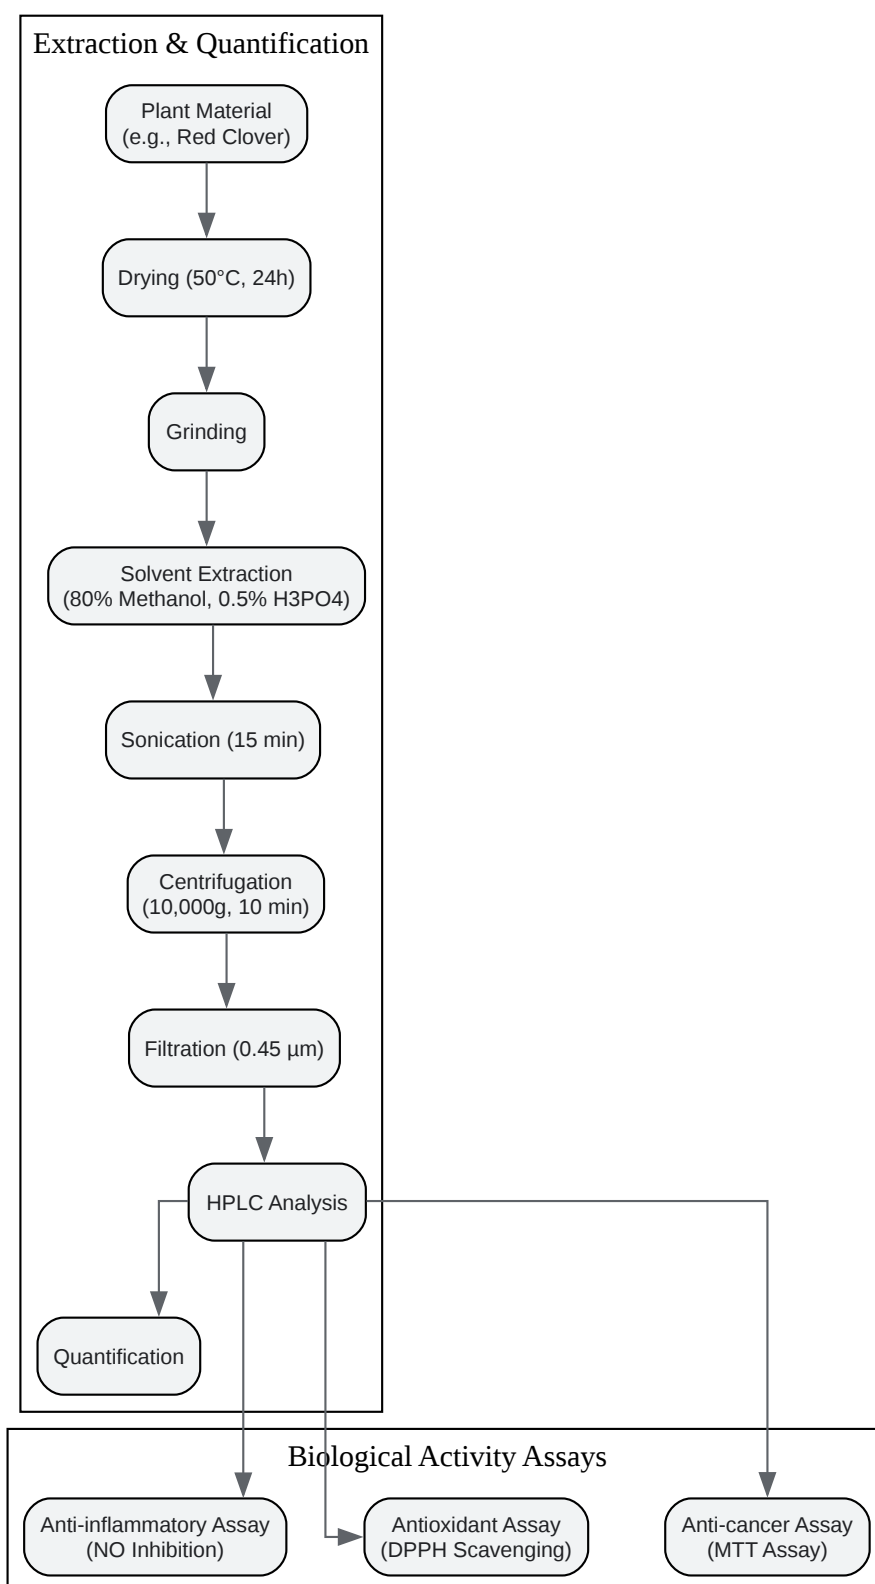 Extraction & Quantification
Plant Material
(e.g., Red Clover)
Drying (50°C, 24h)
Grinding
Solvent Extraction
(80% Methanol, 0.5% H3PO4)
Sonication (15 min)
Centrifugation
(10,000g, 10 min)
Filtration (0.45 µm)
HPLC Analysis
Quantification
Biological Activity Assays
Anti-inflammatory Assay
(NO Inhibition)
Antioxidant Assay
(DPPH Scavenging)
Anti-cancer Assay
(MTT Assay)